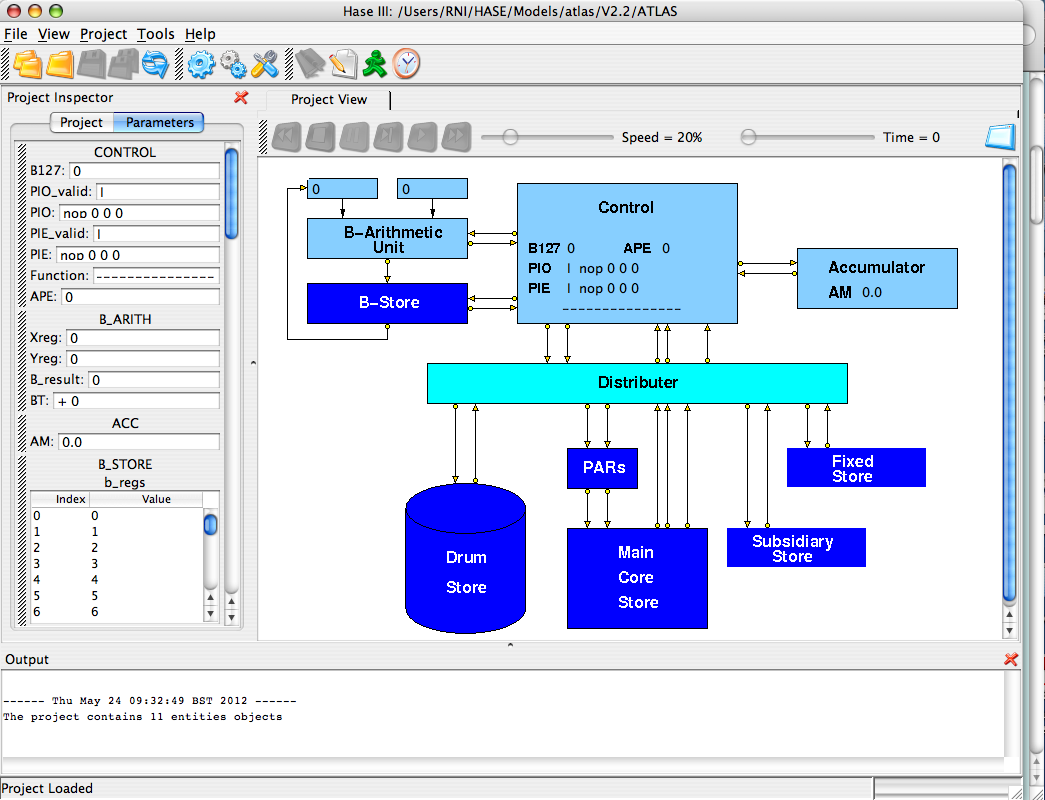 Hase III: /Users/RNI/HASE/Models/atlas/V2.2/ATLAS
File View Project Tools Help
Project Inspector
Project Parameters
CONTROL
B127: 0
PIO_valid: I
PIO: nop 0 0 0
PIE_valid: I
PIE: nop 0 0 0
Function: ---------------
APE: 0
B_ARITH
Xreg: 0
Yreg: 0
B_result: 0
BT: + 0
ACC
AM: 0.0
B_STORE
b_regs
Index Value
0 0
1 1
2 2
3 3
4 4
5 5
6 6
Project View
Speed = 20% Time = 0
0 0
B-Arithmetic
Unit
B-Store
Control
B127 0 APE 0
PIO I nop 0 0 0
PIE I nop 0 0 0
---------------
Accumulator
AM 0.0
Distributer
PARs
Fixed
Store
Drum
Store
Main
Core
Store
Subsidiary
Store
Output
------ Thu May 24 09:32:49 BST 2012 ------
The project contains 11 entities objects
Project Loaded